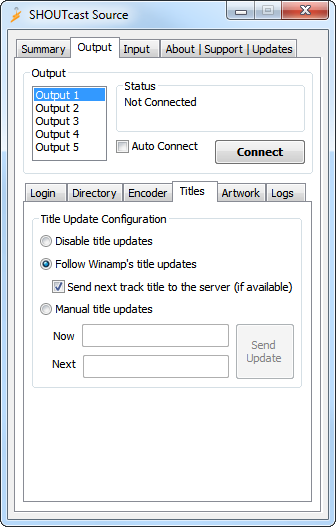 SHOUTcast Source
Summary Output Input About | Support | Updates
Output
Output 1
Output 2
Output 3
Output 4
Output 5
Status
Not Connected
Auto Connect
Connect
Login Directory Encoder Titles Artwork Logs
Title Update Configuration
Disable title updates
Follow Winamp's title updates
Send next track title to the server (if available)
Manual title updates
Now
Next
Send
Update